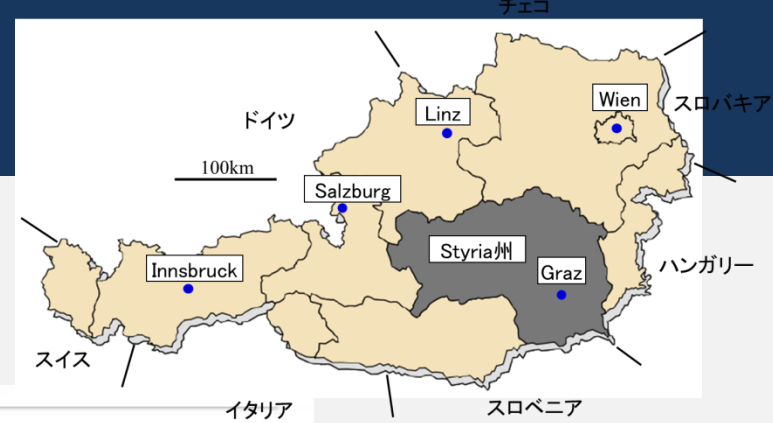 チェコ
Wien
スロバキア
Linz
ドイツ
100km
Salzburg
Styria州
ハンガリー
Innsbruck
Graz
スイス
イタリア
スロベニア